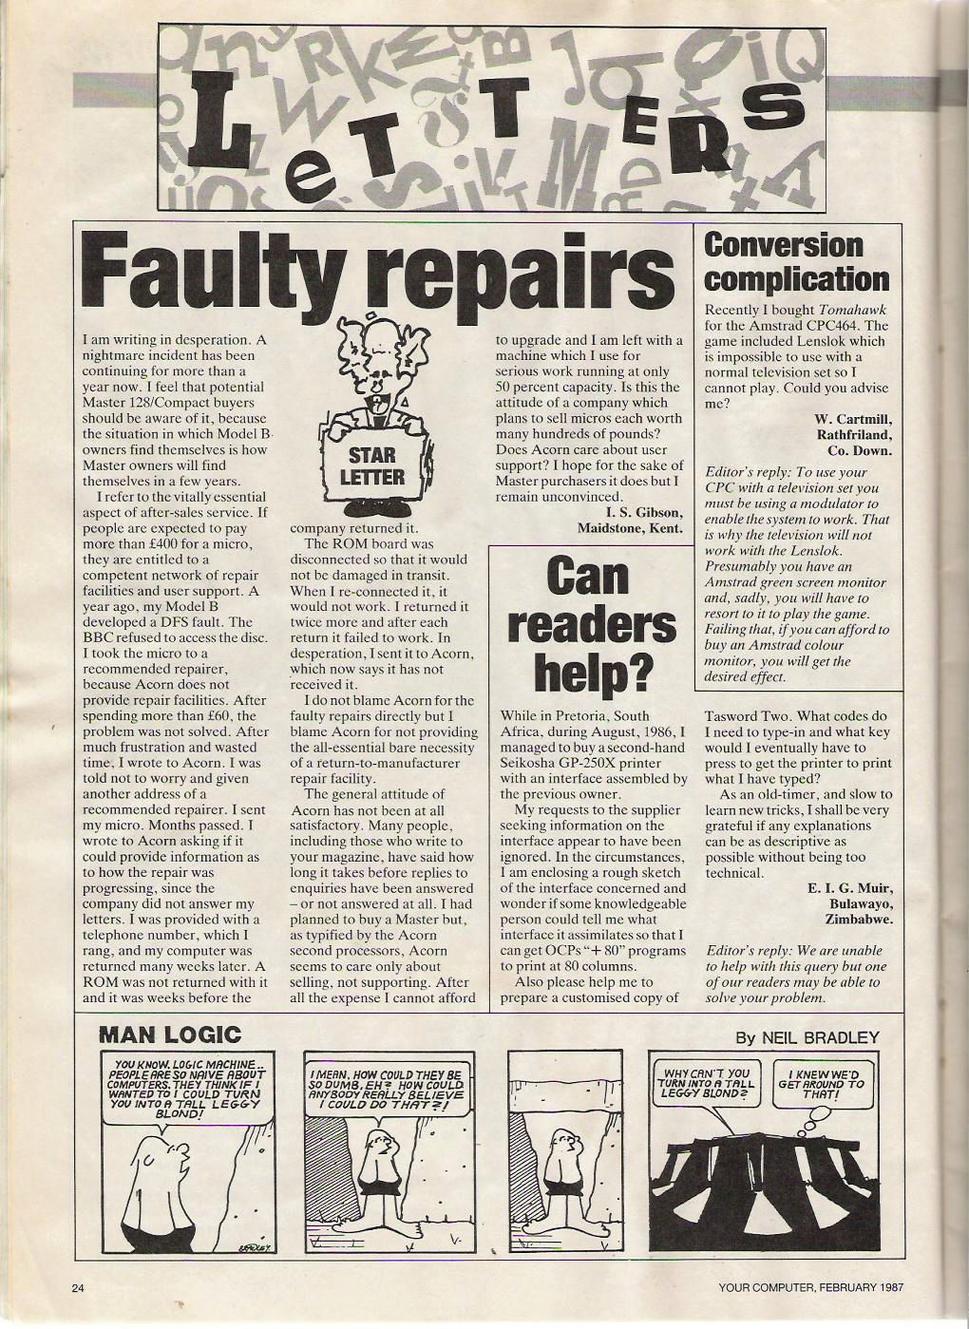 LeTTERS
Faulty repairs
I am writing in desperation. A
nightmare incident has been
continuing for more than a
year now. I feel that potential
Master 128/Compact buyers
should be aware of it, because
the situation in which Model B
owners find themselves is how
Master owners will find
themselves in a few years.
I refer to the vitally essential
aspect of after-sales service. If
people are expected to pay
more than £400 for a micro,
they are entitled to a
competent network of repair
facilities and user support. A
year ago, my Model B
developed a DFS fault. The
BBC refused to access the disc.
I took the micro to a
recommended repairer,
because Acorn does not
provide repair facilities. After
spending more than £60, the
problem was not solved. After
much frustration and wasted
time, I wrote to Acorn. I was
told not to worry and given
another address of a
recommended repairer. I sent
my micro. Months passed. I
wrote to Acorn asking if it
could provide information as
to how the repair was
progressing, since the
company did not answer my
letters. I was provided with a
telephone number, which I
rang, and my computer was
returned many weeks later. A
ROM was not returned with it
and it was weeks before the
STAR
LETTER
company returned it.
The ROM board was
disconnected so that it would
not be damaged in transit.
When I re-connected it, it
would not work. I returned it
twice more and after each
return it failed to work. In
desperation, I sent it to Acorn,
which now says it has not
received it.
I do not blame Acorn for the
faulty repairs directly but I
blame Acorn for not providing
the all-essential bare necessity
of a return-to-manufacturer
repair facility.
The general attitude of
Acorn has not been at all
satisfactory. Many people,
including those who write to
your magazine, have said how
long it takes before replies to
enquiries have been answered
– or not answered at all. I had
planned to buy a Master but,
as typified by the Acorn
second processors, Acorn
seems to care only about
selling, not supporting. After
all the expense I cannot afford
to upgrade and I am left with a
machine which I use for
serious work running at only
50 percent capacity. Is this the
attitude of a company which
plans to sell micros each worth
many hundreds of pounds?
Does Acorn care about user
support? I hope for the sake of
Master purchasers it does but I
remain unconvinced.
I. S. Gibson,
Maidstone, Kent.
Conversion
complication
Recently I bought Tomahawk
for the Amstrad CPC464. The
game included Lenslok which
is impossible to use with a
normal television set so I
cannot play. Could you advise
me?
W. Cartmill,
Rathfriland,
Co. Down.
Editor's reply: To use your
CPC with a television set you
must be using a modulator to
enable the system to work. That
is why the television will not
work with the Lenslok.
Presumably you have an
Amstrad green screen monitor
and, sadly, you will have to
resort to it to play the game.
Failing that, if you can afford to
buy an Amstrad colour
monitor, you will get the
desired effect.
Can
readers
help?
While in Pretoria, South
Africa, during August, 1986, I
managed to buy a second-hand
Seikosha GP-250X printer
with an interface assembled by
the previous owner.
My requests to the supplier
seeking information on the
interface appear to have been
ignored. In the circumstances,
I am enclosing a rough sketch
of the interface concerned and
wonder if some knowledgeable
person could tell me what
interface it assimilates so that I
can get OCPs "+ 80" programs
to print at 80 columns.
Also please help me to
prepare a customised copy of
Tasword Two. What codes do
I need to type-in and what key
would I eventually have to
press to get the printer to print
what I have typed?
As an old-timer, and slow to
learn new tricks, I shall be very
grateful if any explanations
can be as descriptive as
possible without being too
technical.
E. I. G. Muir,
Bulawayo,
Zimbabwe.
Editor's reply: We are unable
to help with this query but one
of our readers may be able to
solve your problem.
MAN LOGIC
By NEIL BRADLEY
YOU KNOW, LOGIC MACHINE..
PEOPLE ARE SO NAIVE ABOUT
COMPUTERS. THEY THINK IF I
WANTED TO I COULD TURN
YOU INTO A TALL LEGGY
BLOND!
BRADLEY.
I MEAN, HOW COULD THEY BE
SO DUMB, EH? HOW COULD
ANYBODY REALLY BELIEVE
I COULD DO THAT?!
WHY CAN'T YOU
TURN INTO A TALL
LEGGY BLOND?
I KNEW WE'D
GET AROUND TO
THAT!
24
YOUR COMPUTER, FEBRUARY 1987